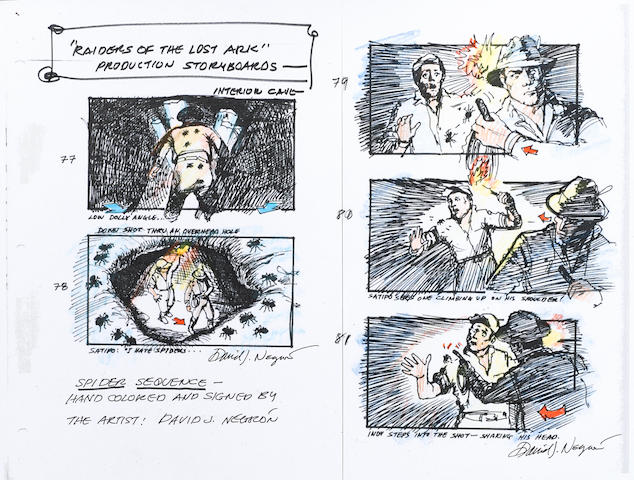 "RAIDERS OF THE LOST ARK"
PRODUCTION STORYBOARDS —
INTERIOR CAVE
77
LOW DOLLY ANGLE...
DOWN SHOT THRU AN OVERHEAD HOLE
78
SATIPO: "I HATE SPIDERS...
David J. Negrón
SPIDER SEQUENCE —
HAND COLORED AND SIGNED BY
THE ARTIST: DAVID J. NEGRÓN
79
80
SATIPO SEES ONE CLIMBING UP ON HIS SHOULDER!
81
INDY STEPS INTO THE SHOT — SHAKING HIS HEAD.
David J. Negrón